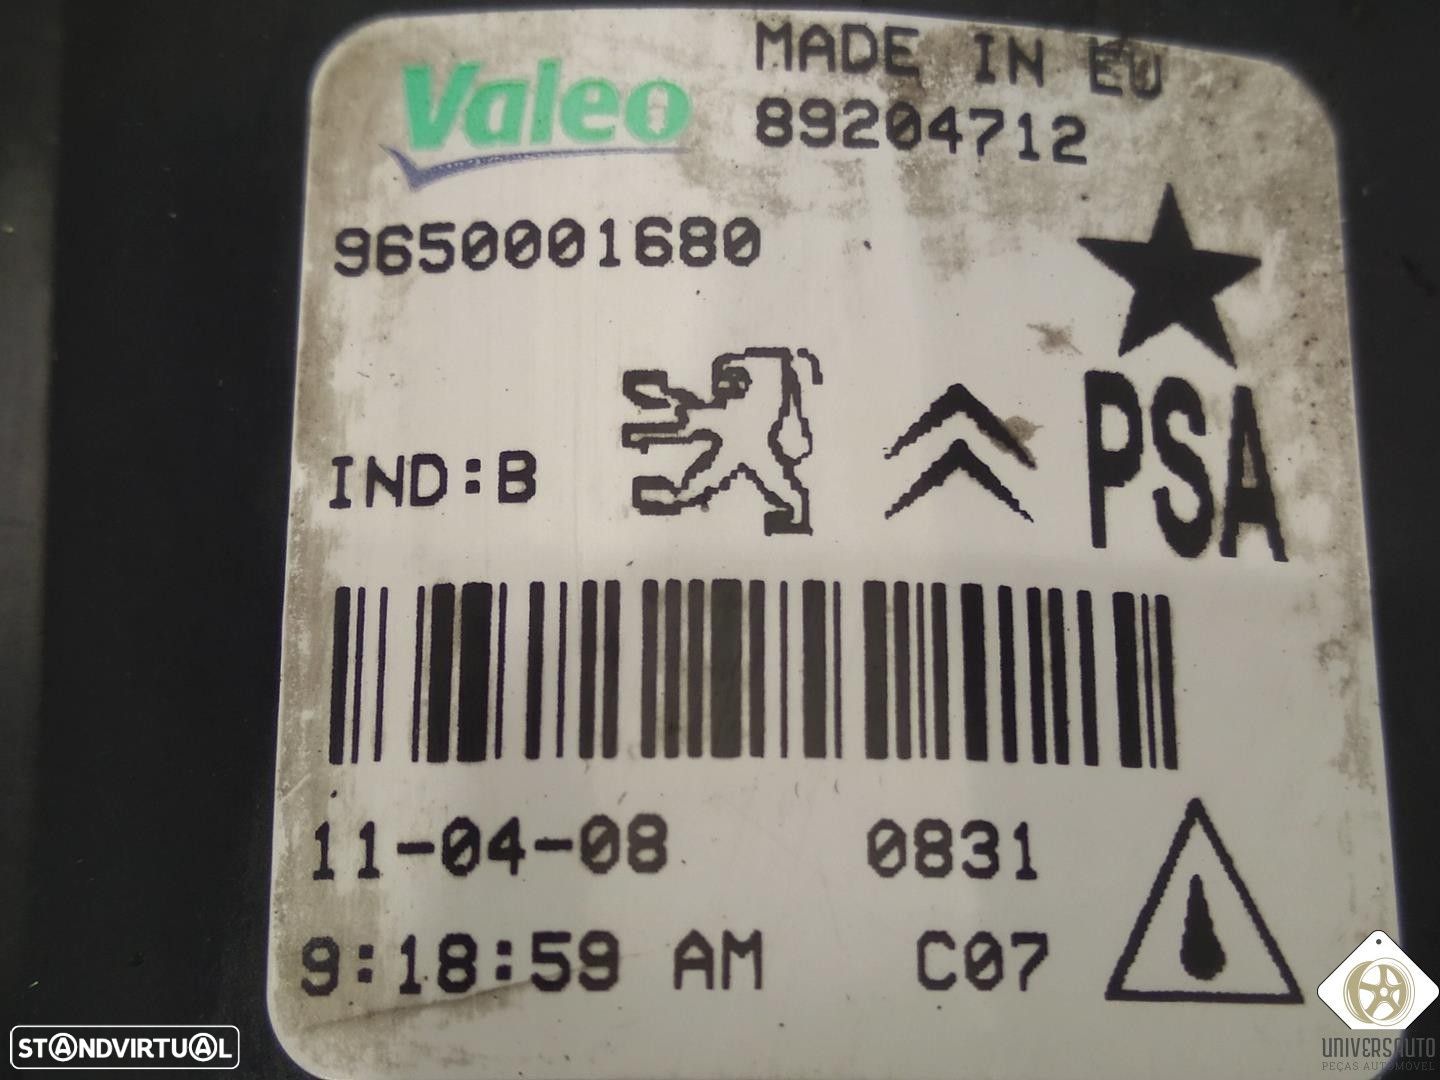 Valeo
MADE IN EU
89204712
9650001680
IND:B
PSA
11-04-08 0831
9:18:59 AM C07
STANDVIRTUAL
UNIVERSAUTO
PEÇAS AUTOMÓVEL